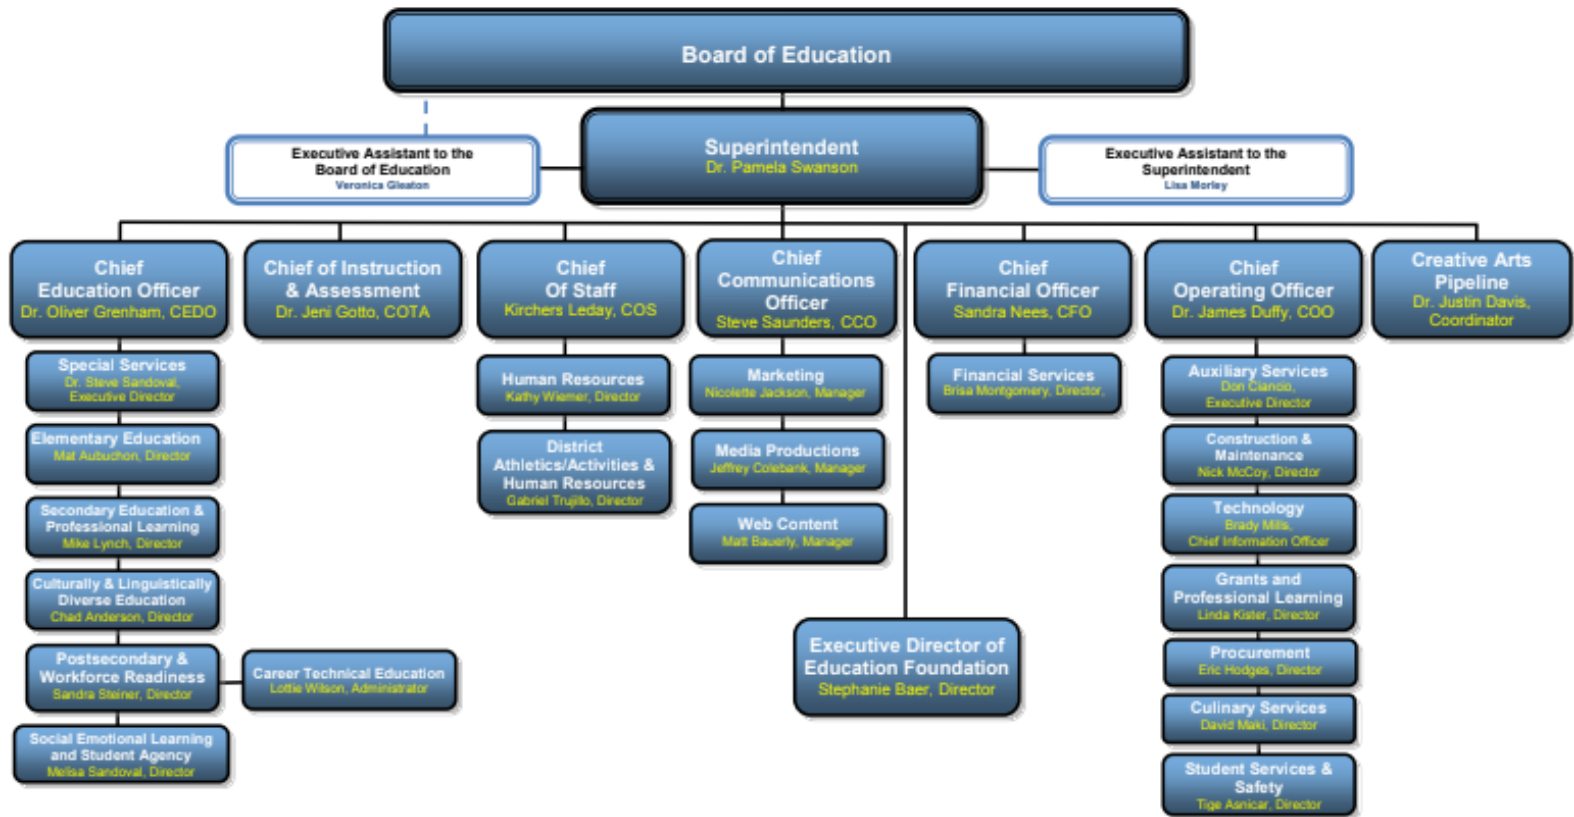 Board of Education
Superintendent
Dr. Pamela Swanson
Executive Assistant to the
Board of Education
Veronica Gleaton
Executive Assistant to the
Superintendent
Lisa Morley
Chief
Education Officer
Dr. Oliver Grenham, CEDO
Special Services
Dr. Steve Sandoval,
Executive Director
Elementary Education
Mat Aubuchon, Director
Secondary Education &
Professional Learning
Mike Lynch, Director
Culturally & Linguistically
Diverse Education
Chad Anderson, Director
Postsecondary &
Workforce Readiness
Sandra Steiner, Director
Career Technical Education
Lottie Wilson, Administrator
Social Emotional Learning
and Student Agency
Melisa Sandoval, Director
Chief of Instruction
& Assessment
Dr. Jeni Gotto, COTA
Chief
Of Staff
Kirchers Leday, COS
Human Resources
Kathy Wiemer, Director
District
Athletics/Activities &
Human Resources
Gabriel Trujillo, Director
Chief
Communications
Officer
Steve Saunders, CCO
Marketing
Nicolette Jackson, Manager
Media Productions
Jeffrey Colebank, Manager
Web Content
Matt Bauerly, Manager
Executive Director of
Education Foundation
Stephanie Baer, Director
Chief
Financial Officer
Sandra Nees, CFO
Financial Services
Brisa Montgomery, Director,
Chief
Operating Officer
Dr. James Duffy, COO
Auxiliary Services
Don Ciancio,
Executive Director
Construction &
Maintenance
Nick McCoy, Director
Technology
Brady Mills,
Chief Information Officer
Grants and
Professional Learning
Linda Kister, Director
Procurement
Eric Hodges, Director
Culinary Services
David Maki, Director
Student Services &
Safety
Tige Asnicar, Director
Creative Arts
Pipeline
Dr. Justin Davis,
Coordinator